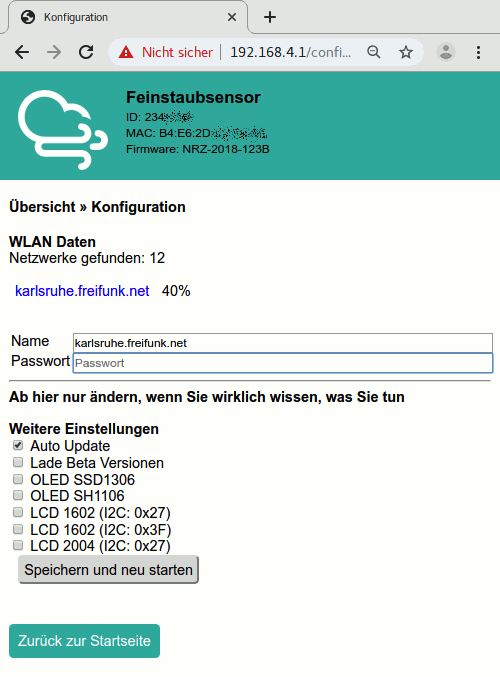 Konfiguration
Nicht sicher 192.168.4.1/confi...
Feinstaubsensor
ID: 234
MAC: B4:E6:2D
Firmware: NRZ-2018-123B
Übersicht » Konfiguration
WLAN Daten
Netzwerke gefunden: 12
karlsruhe.freifunk.net 40%
Name karlsruhe.freifunk.net
Passwort Passwort
Ab hier nur ändern, wenn Sie wirklich wissen, was Sie tun
Weitere Einstellungen
Auto Update
Lade Beta Versionen
OLED SSD1306
OLED SH1106
LCD 1602 (I2C: 0x27)
LCD 1602 (I2C: 0x3F)
LCD 2004 (I2C: 0x27)
Speichern und neu starten
Zurück zur Startseite